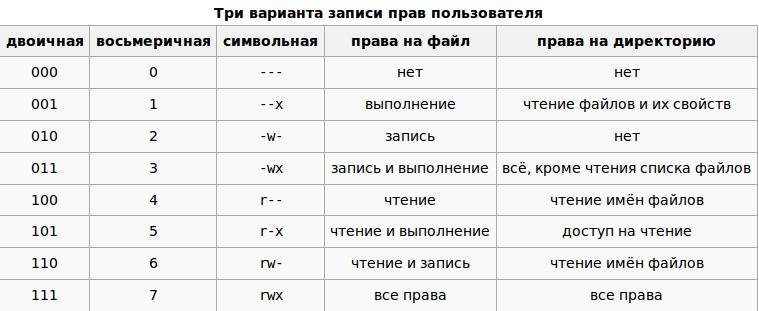 Три варианта записи прав пользователя
двоичная восьмеричная символьная права на файл права на директорию
000 0 --- нет нет
001 1 --x выполнение чтение файлов и их свойств
010 2 -w- запись нет
011 3 -wx запись и выполнение всё, кроме чтения списка файлов
100 4 r-- чтение чтение имён файлов
101 5 r-x чтение и выполнение доступ на чтение
110 6 rw- чтение и запись чтение имён файлов
111 7 rwx все права все права